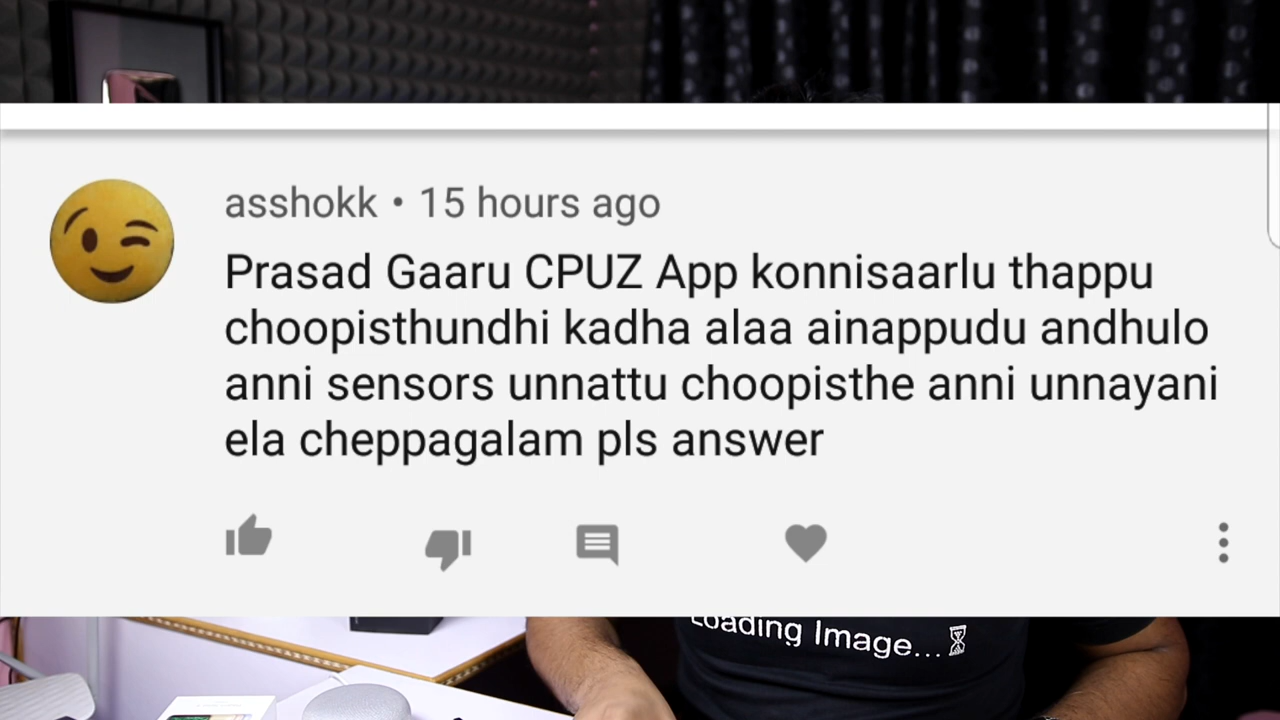 asshokk • 15 hours ago
Prasad Gaaru CPUZ App konnisaarlu thappu
choopisthundhi kadha alaa ainappudu andhulo
anni sensors unnattu choopisthe anni unnayani
ela cheppagalam pls answer
Loading Image...